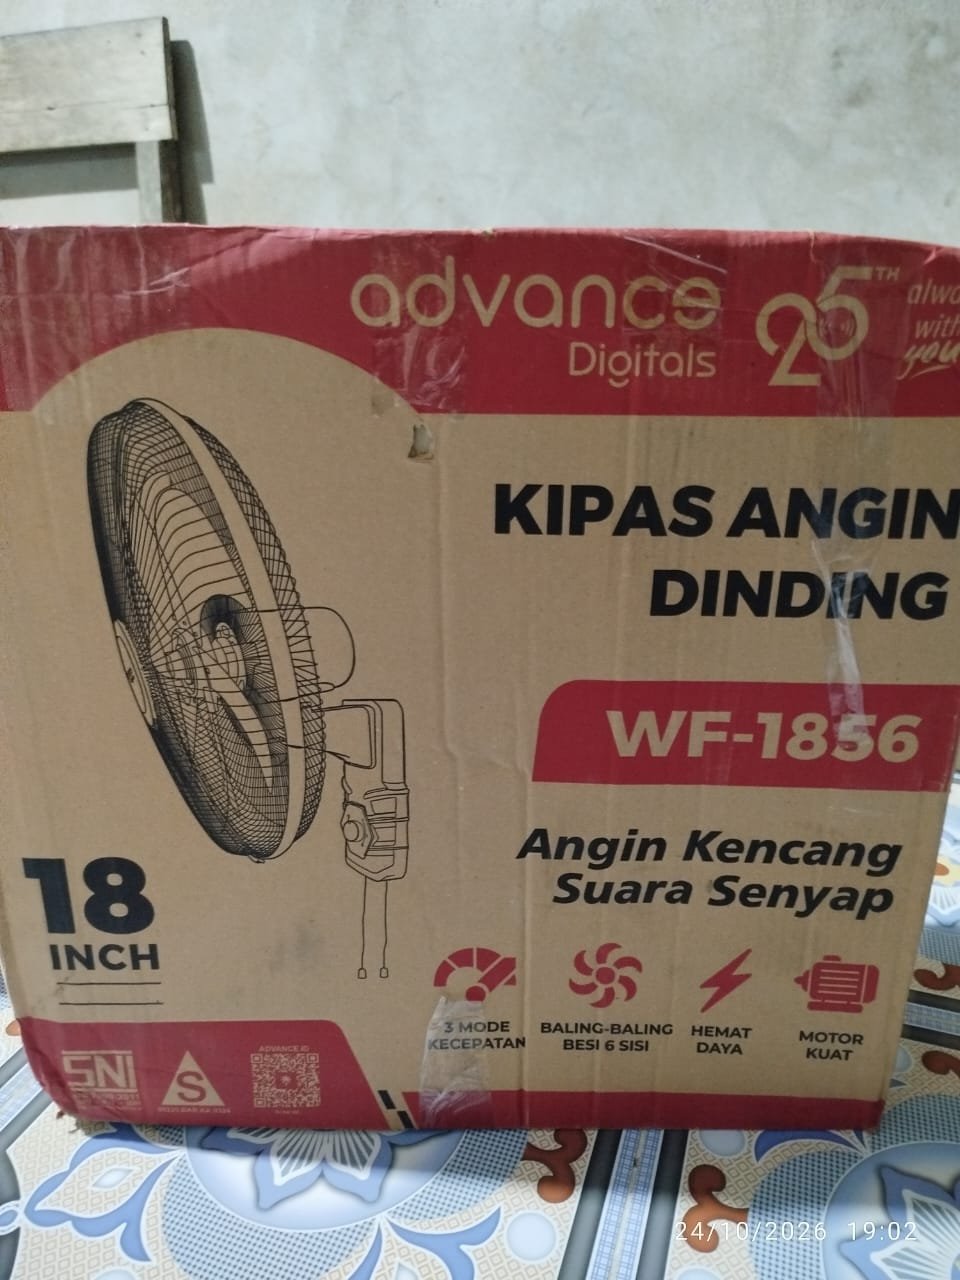 advance
Digitals
25TH
with
you
KIPAS ANGIN
DINDING
WF-1856
Angin Kencang
Suara Senyap
18
INCH
3 MODE
KECEPATAN
BALING-BALING
BESI 6 SISI
HEMAT
DAYA
MOTOR
KUAT
SNI
S
ADVANCE ID
24/10/2026 19:02